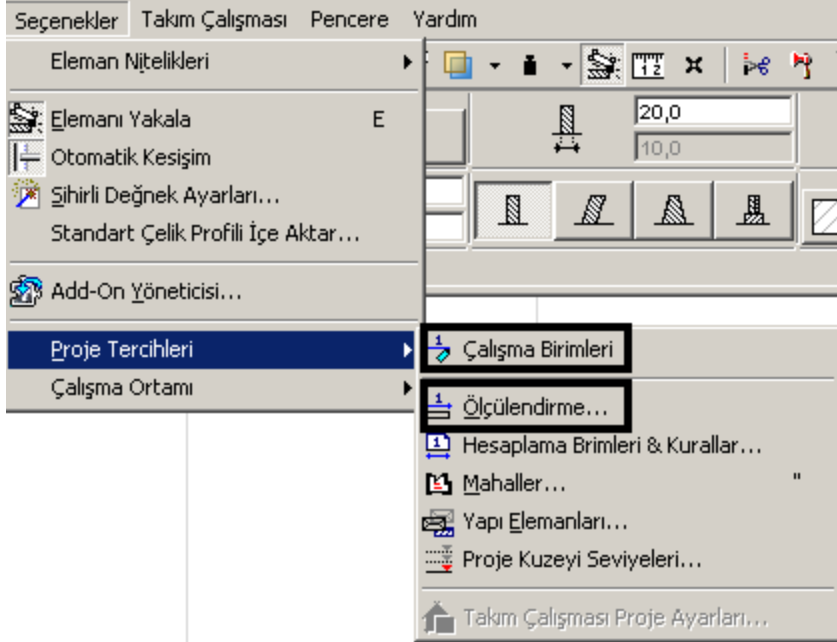 Seçenekler Takım Çalışması Pencere Yardım
Eleman Nitelikleri
Elemanı Yakala E
Otomatik Kesişim
Sihirli Değnek Ayarları...
Standart Çelik Profili İçe Aktar...
Add-On Yöneticisi...
Proje Tercihleri
Çalışma Ortamı
20,0
10,0
Çalışma Birimleri
Ölçülendirme...
Hesaplama Brimleri & Kurallar...
Mahaller... "
Yapı Elemanları...
Proje Kuzeyi Seviyeleri...
Takım Çalışması Proje Ayarları...